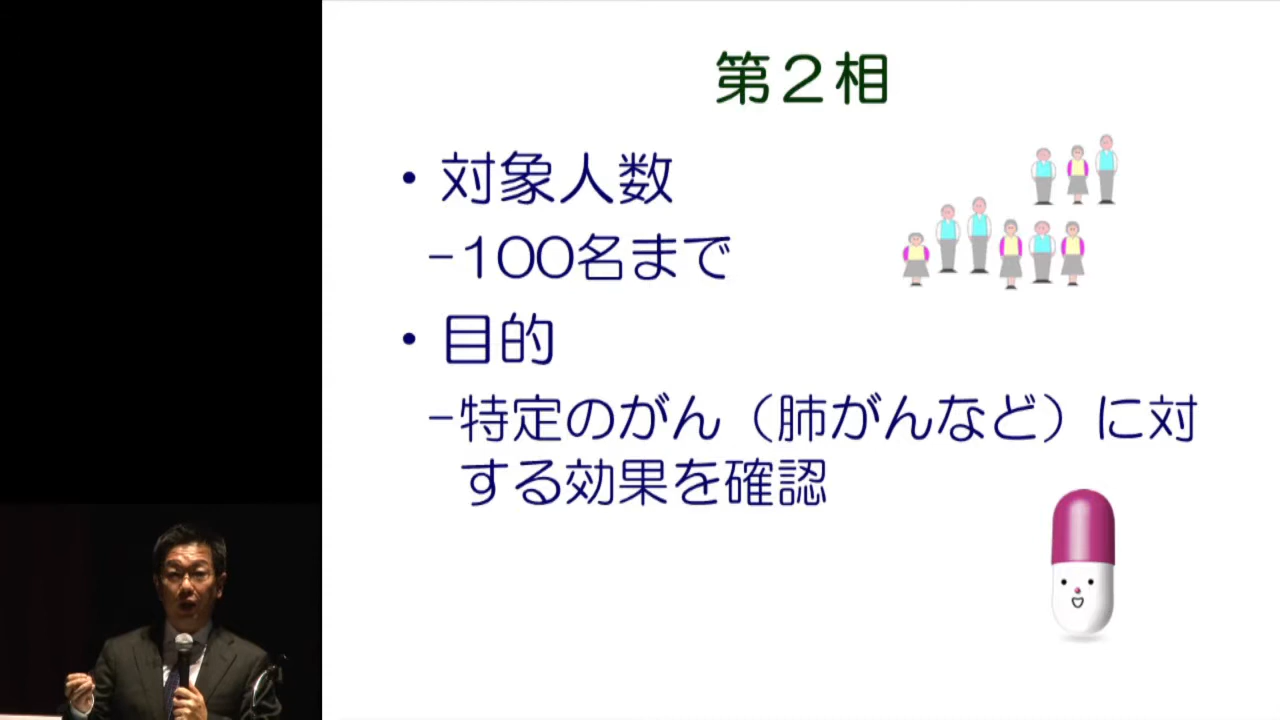 第２相
・対象人数
－100名まで
・目的
－特定のがん（肺がんなど）に対
する効果を確認